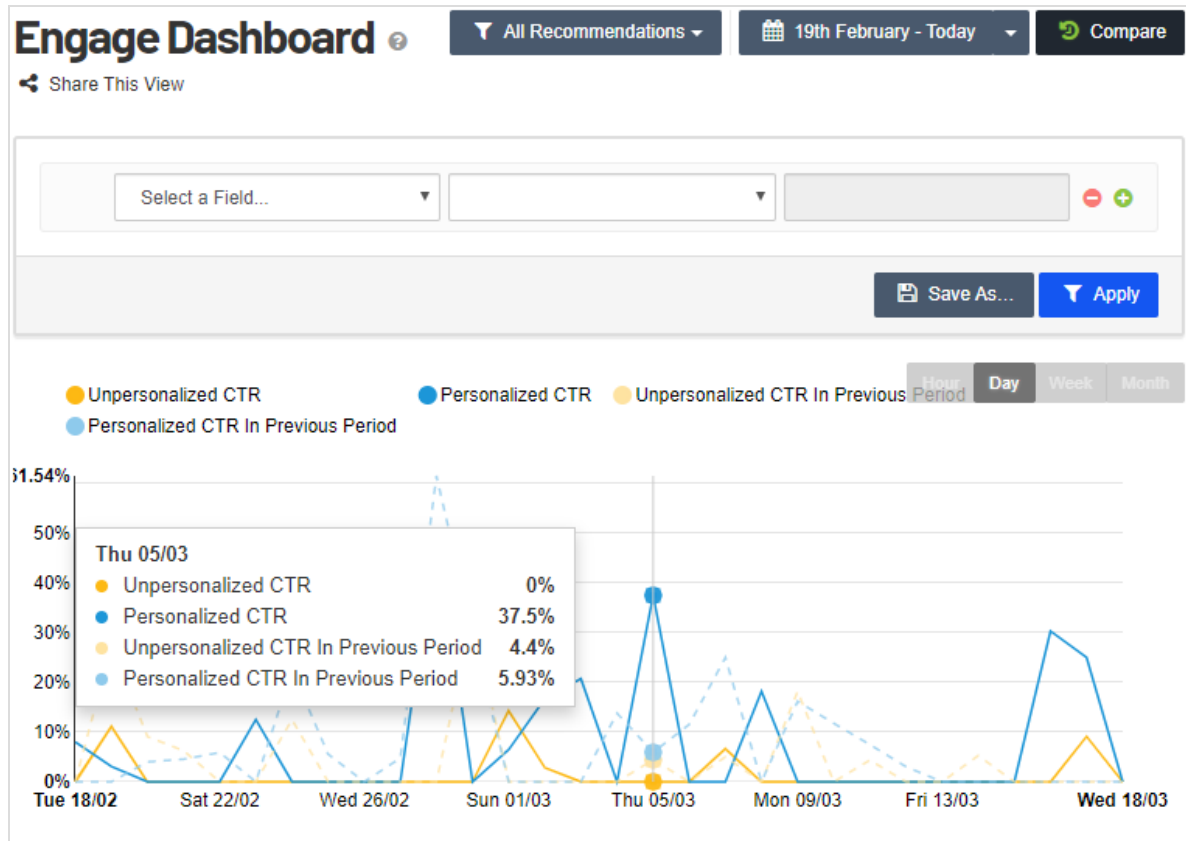 Engage Dashboard ?
All Recommendations
19th February - Today
Compare
Share This View
Select a Field...
Save As...
Apply
Unpersonalized CTR
Personalized CTR
Unpersonalized CTR In Previous Period
Personalized CTR In Previous Period
Hour
Day
Week
Month
61.54%
50%
40%
30%
20%
10%
0%
Thu 05/03
Unpersonalized CTR 0%
Personalized CTR 37.5%
Unpersonalized CTR In Previous Period 4.4%
Personalized CTR In Previous Period 5.93%
Tue 18/02 Sat 22/02 Wed 26/02 Sun 01/03 Thu 05/03 Mon 09/03 Fri 13/03 Wed 18/03